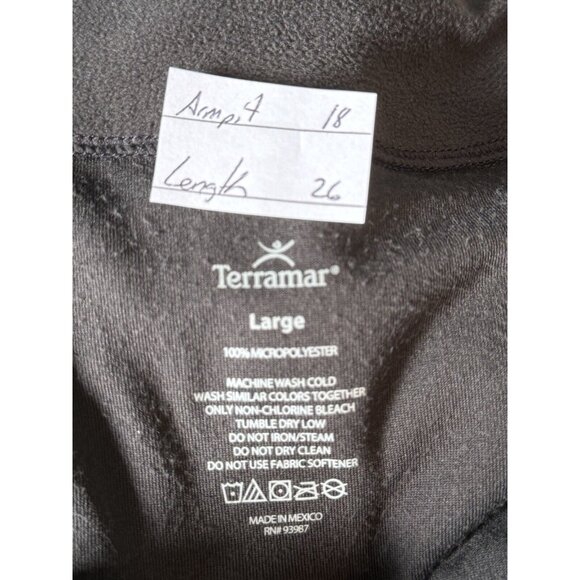 Armpit 18
Length 26
Terramar®
Large
100% MICROPOLYESTER
MACHINE WASH COLD
WASH SIMILAR COLORS TOGETHER
ONLY NON-CHLORINE BLEACH
TUMBLE DRY LOW
DO NOT IRON/STEAM
DO NOT DRY CLEAN
DO NOT USE FABRIC SOFTENER
MADE IN MEXICO
RN# 93987